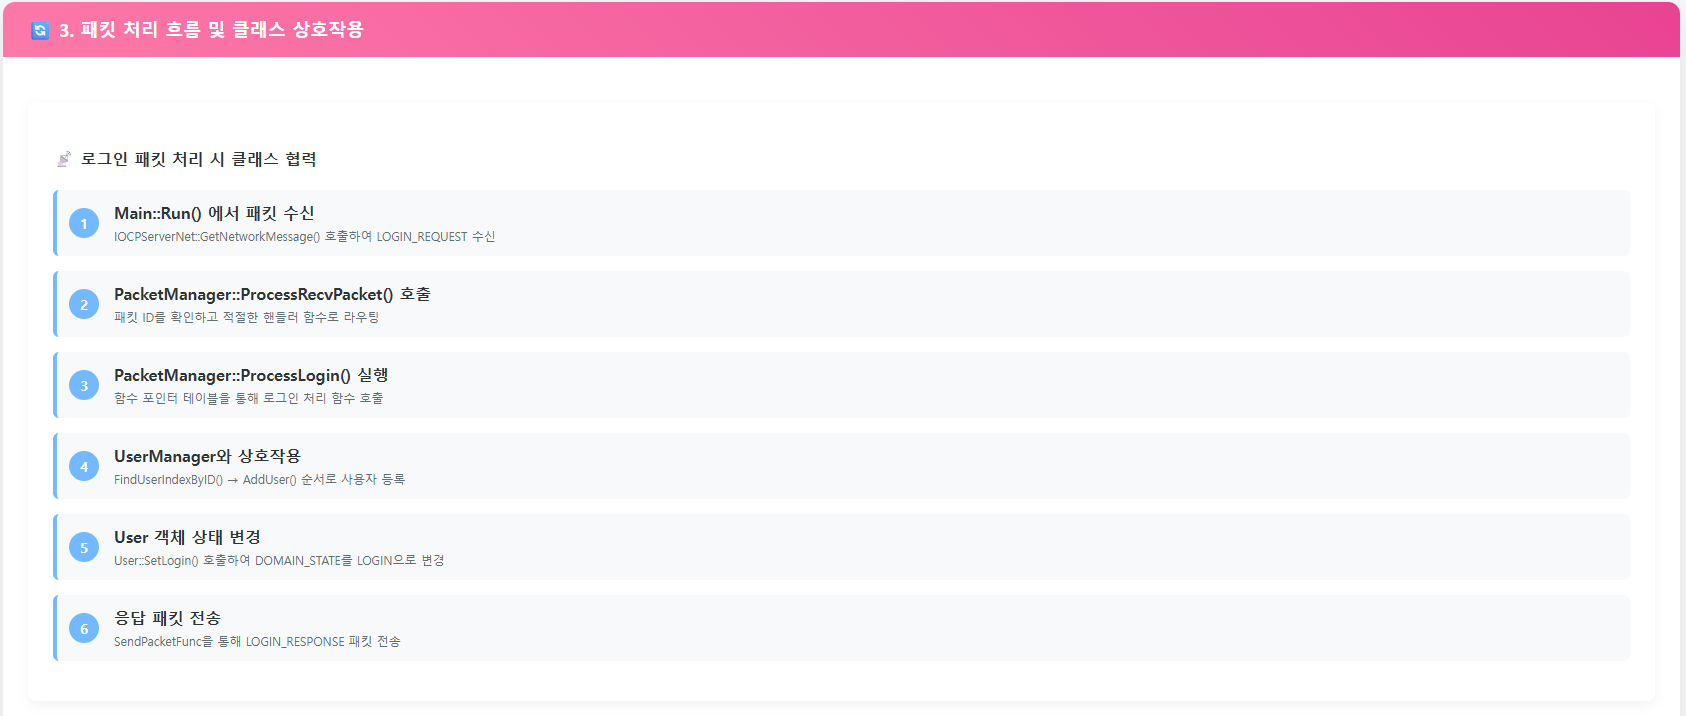 3. 패킷 처리 흐름 및 클래스 상호작용
로그인 패킷 처리 시 클래스 협력
1
Main::Run() 에서 패킷 수신
IOCPServerNet::GetNetworkMessage() 호출하여 LOGIN_REQUEST 수신
2
PacketManager::ProcessRecvPacket() 호출
패킷 ID를 확인하고 적절한 핸들러 함수로 라우팅
3
PacketManager::ProcessLogin() 실행
함수 포인터 테이블을 통해 로그인 처리 함수 호출
4
UserManager와 상호작용
FindUserIndexByID() → AddUser() 순서로 사용자 등록
5
User 객체 상태 변경
User::SetLogin() 호출하여 DOMAIN_STATE를 LOGIN으로 변경
6
응답 패킷 전송
SendPacketFunc을 통해 LOGIN_RESPONSE 패킷 전송